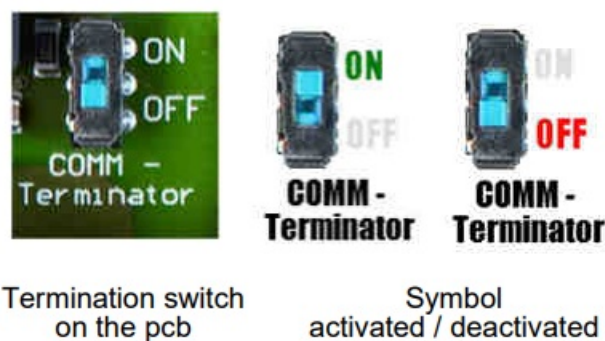 ON
OFF
COMM -
Terminator
ON
OFF
COMM -
Terminator
ON
OFF
COMM -
Terminator
Termination switch
on the pcb
Symbol
activated / deactivated